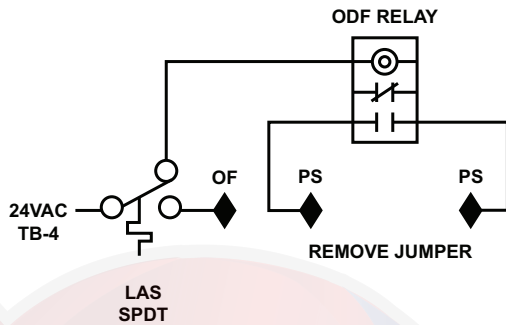 ODF RELAY
OF
PS
PS
24VAC
TB-4
REMOVE JUMPER
LAS
SPDT